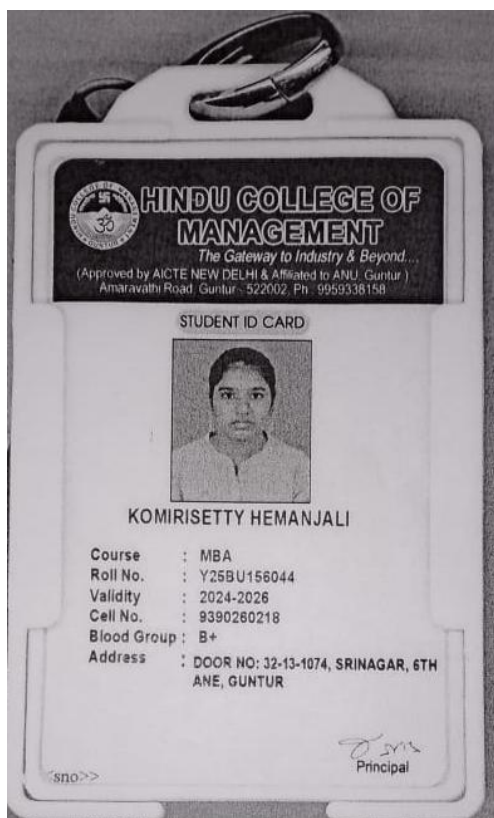 HINDU COLLEGE OF
MANAGEMENT
The Gateway to Industry & Beyond....
(Approved by AICTE NEW DELHI & Affiliated to ANU, Guntur )
Amaravathi Road, Guntur - 522002, Ph : 9959338158
STUDENT ID CARD
KOMIRISETTY HEMANJALI
Course : MBA
Roll No. : Y25BU156044
Validity : 2024-2026
Cell No. : 9390260218
Blood Group : B+
Address : DOOR NO: 32-13-1074, SRINAGAR, 6TH
ANE, GUNTUR
Principal
<sno>>